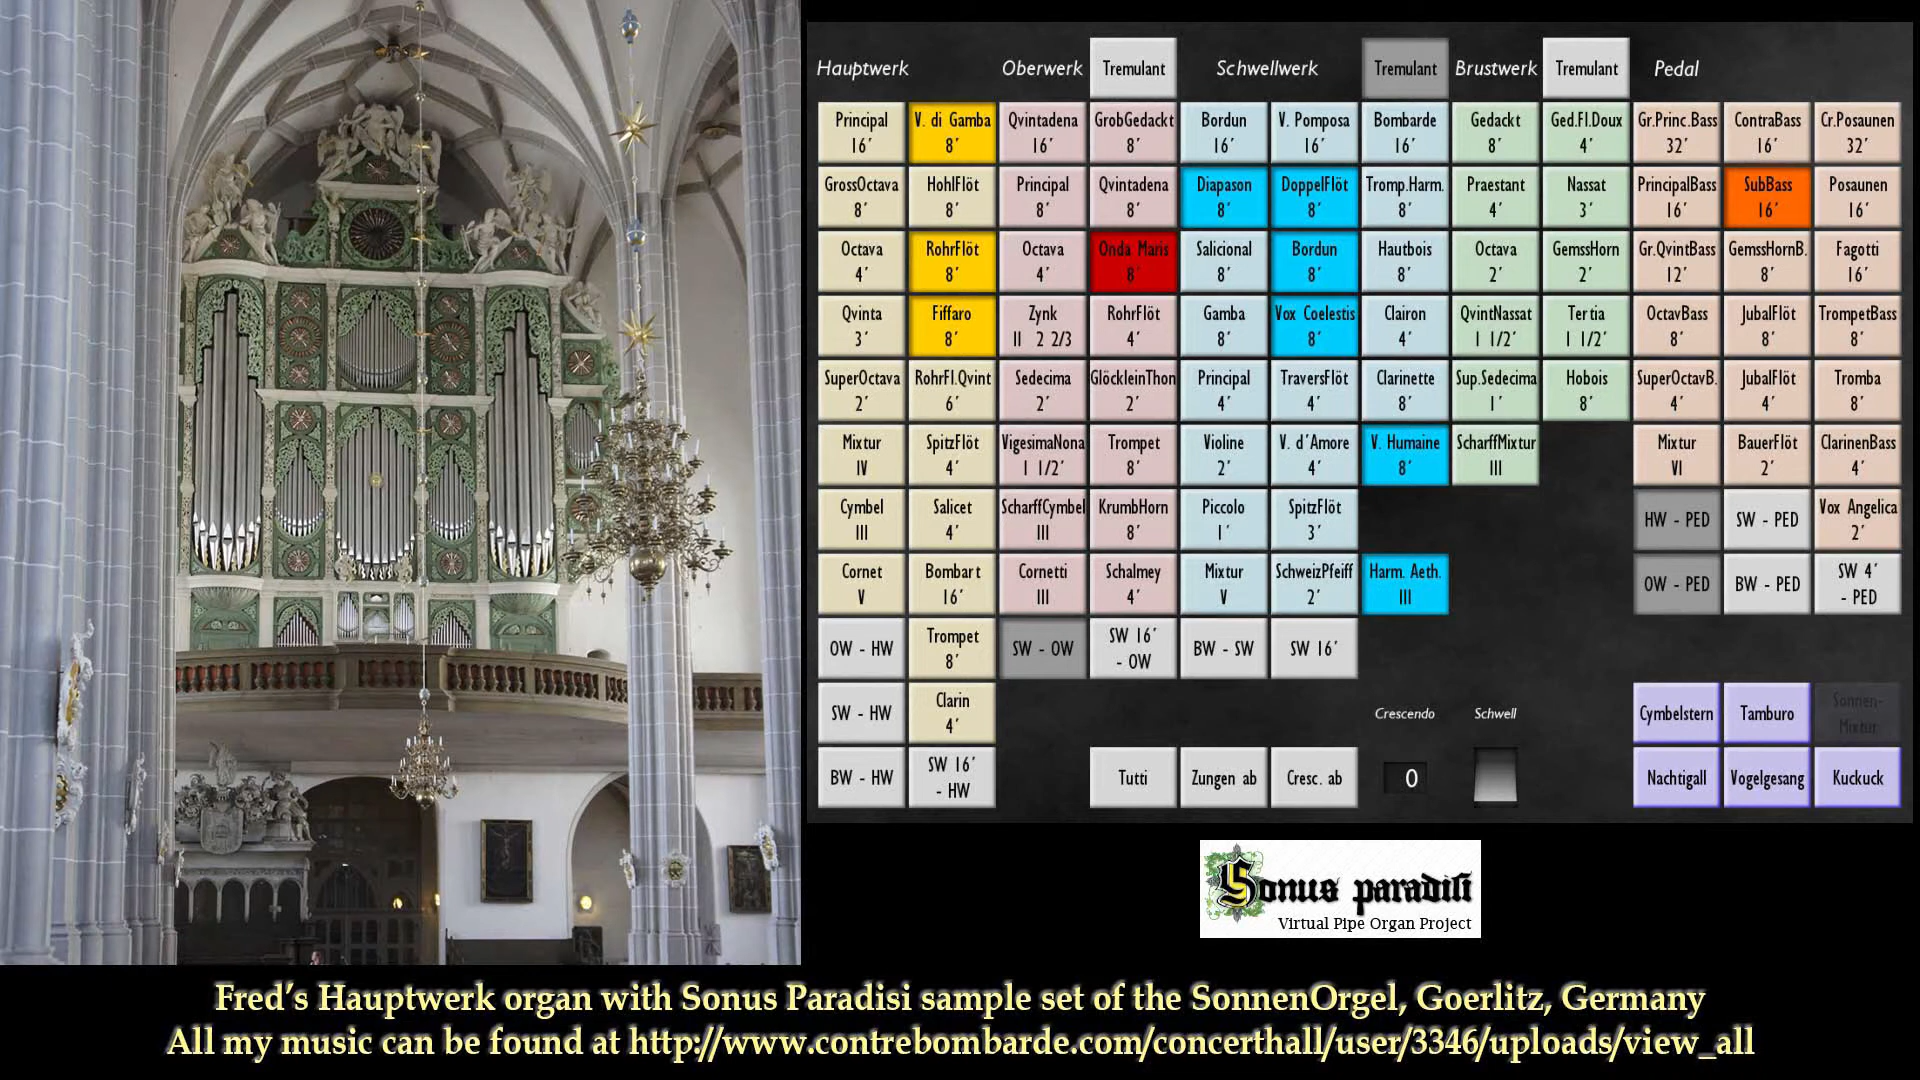 Hauptwerk Oberwerk Tremulant Schwellwerk Tremulant Brustwerk Tremulant Pedal
Principal V. di Gamba Qvintadena GrobGedackt Bordun V. Pomposa Bombarde Gedackt Ged.Fl.Doux Gr.Princ.Bass ContraBass Cr.Posaunen
16′ 8′ 16′ 8′ 16′ 16′ 16′ 8′ 4′ 32′ 16′ 32′
GrossOctava HohlFlöt Principal Qvintadena Diapason DoppelFlöt Tromp.Harm. Praestant Nassat PrincipalBass SubBass Posaunen
8′ 8′ 8′ 8′ 8′ 8′ 8′ 4′ 3′ 16′ 16′ 16′
Octava RohrFlöt Octava Onda Maris Salicional Bordun Hautbois Octava GemssHorn Gr.QvintBass GemssHornB. Fagotti
4′ 8′ 4′ 8′ 8′ 8′ 8′ 2′ 2′ 12′ 8′ 16′
Qvinta Fiffaro Zynk RohrFlöt Gamba Vox Coelestis Clairon QvintNassat Tertia OctavBass JubalFlöt TrompetBass
3′ 8′ II 2 2/3 4′ 8′ 8′ 4′ 1 1/2′ 1 1/2′ 8′ 8′ 8′
SuperOctava RohrFl.Qvint Sedecima GlöckleinThon Principal TraversFlöt Clarinette Sup.Sedecima Hobois SuperOctavB. JubalFlöt Tromba
2′ 6′ 2′ 2′ 4′ 4′ 8′ 1′ 8′ 4′ 4′ 8′
Mixtur SpitzFlöt VigesimaNona Trompet Violine V. d′Amore V. Humaine ScharffMixtur Mixtur BauerFlöt ClarinenBass
IV 4′ 1 1/2′ 8′ 2′ 4′ 8′ III VI 2′ 4′
Cymbel Salicet ScharffCymbel KrumbHorn Piccolo SpitzFlöt HW - PED SW - PED Vox Angelica
III 4′ III 8′ 1′ 3′ 2′
Cornet Bombart Cornetti Schalmey Mixtur SchweizPfeiff Harm. Aeth. OW - PED BW - PED SW 4′
V 16′ III 4′ V 2′ III - PED
OW - HW Trompet SW - OW SW 16′ BW - SW SW 16′
8′ - OW
SW - HW Clarin Crescendo Schwell Cymbelstern Tamburo Sonnen-
4′ Mixtur
BW - HW SW 16′ Tutti Zungen ab Cresc. ab 0 Nachtigall Vogelgesang Kuckuck
- HW
Sonus paradisi
Virtual Pipe Organ Project
Fred's Hauptwerk organ with Sonus Paradisi sample set of the SonnenOrgel, Goerlitz, Germany
All my music can be found at http://www.contrebombarde.com/concerthall/user/3346/uploads/view_all